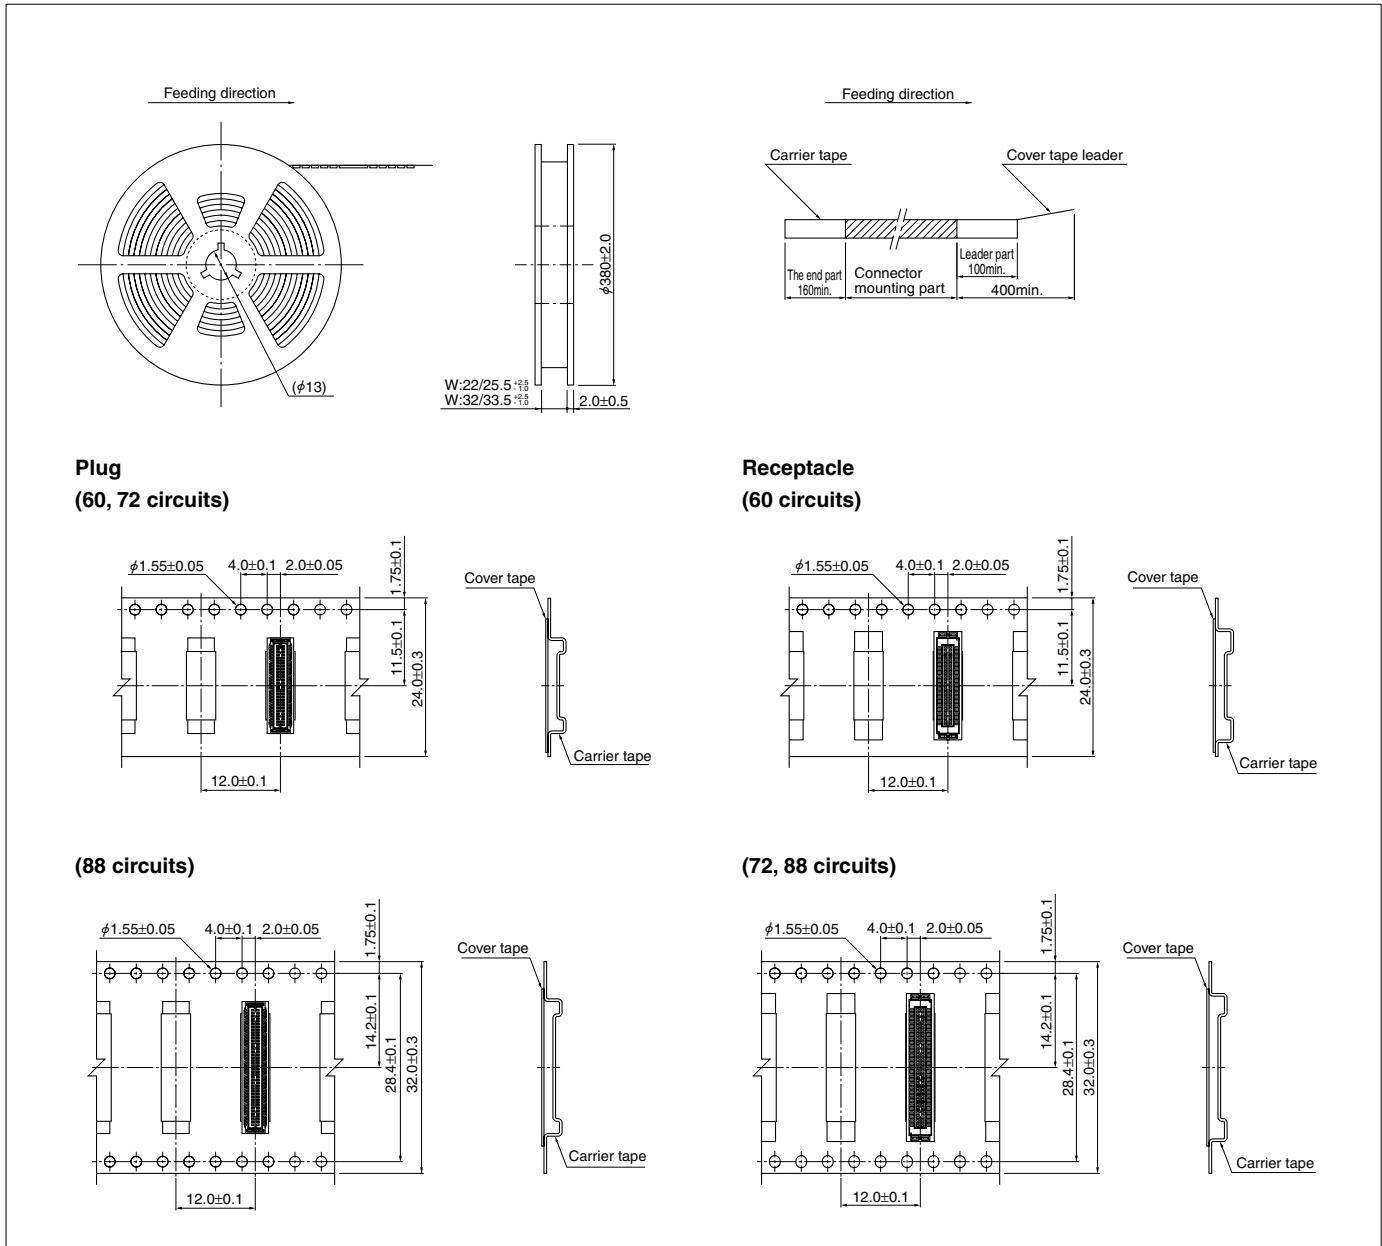 Feeding direction
(φ13)
φ380±2.0
W:22/25.5 +2.5 -1.0
W:32/33.5 +2.5 -1.0
2.0±0.5
Feeding direction
Carrier tape
Cover tape leader
The end part
160min.
Connector
mounting part
Leader part
100min.
400min.
Plug
(60, 72 circuits)
φ1.55±0.05
4.0±0.1
2.0±0.05
1.75±0.1
11.5±0.1
24.0±0.3
12.0±0.1
Cover tape
Carrier tape
Receptacle
(60 circuits)
φ1.55±0.05
4.0±0.1
2.0±0.05
1.75±0.1
11.5±0.1
24.0±0.3
12.0±0.1
Cover tape
Carrier tape
(88 circuits)
φ1.55±0.05
4.0±0.1
2.0±0.05
1.75±0.1
14.2±0.1
28.4±0.1
32.0±0.3
12.0±0.1
Cover tape
Carrier tape
(72, 88 circuits)
φ1.55±0.05
4.0±0.1
2.0±0.05
1.75±0.1
14.2±0.1
28.4±0.1
32.0±0.3
12.0±0.1
Cover tape
Carrier tape